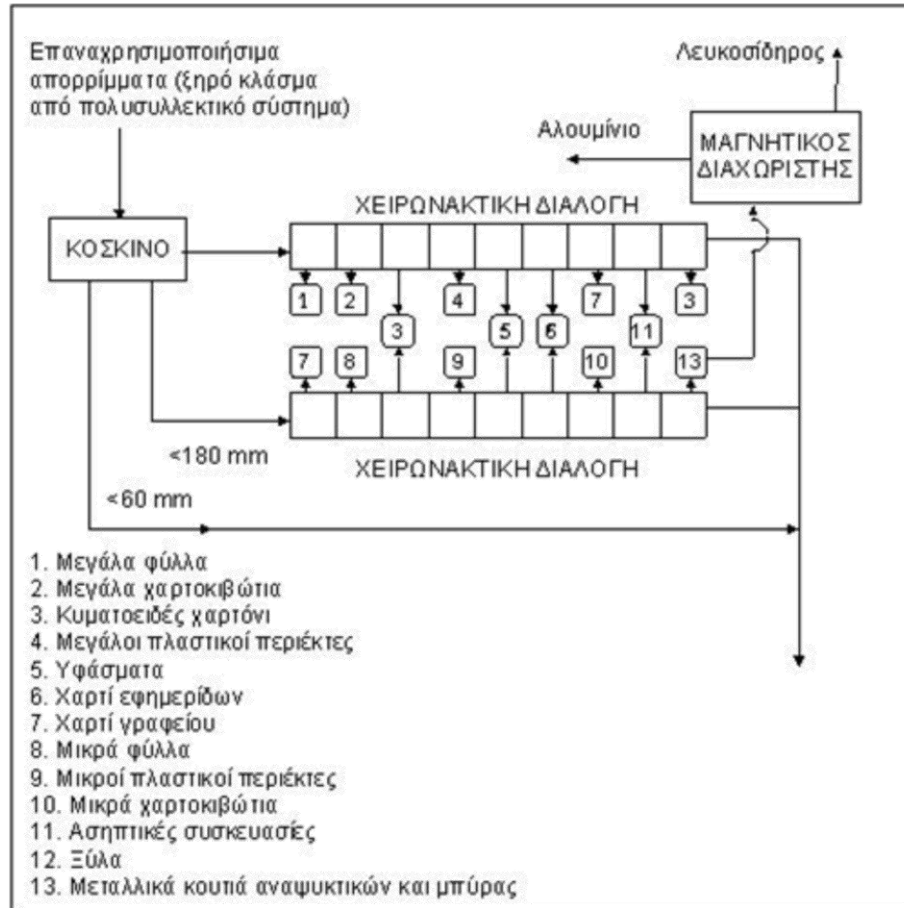 Επαναχρησιμοποιήσιμα
απορρίμματα (ξηρό κλάσμα
από πολυσυλλεκτικό σύστημα)
Λευκοσίδηρος
Αλουμίνιο
ΜΑΓΝΗΤΙΚΟΣ
ΔΙΑΧΩΡΙΣΤΗΣ
ΧΕΙΡΩΝΑΚΤΙΚΗ ΔΙΑΛΟΓΗ
ΚΟΣΚΙΝΟ
1 2 4 7 3
3 5 6 11
7 8 9 10 13
<180 mm
ΧΕΙΡΩΝΑΚΤΙΚΗ ΔΙΑΛΟΓΗ
<60 mm
1. Μεγάλα φύλλα
2. Μεγάλα χαρτοκιβώτια
3. Κυματοειδές χαρτόνι
4. Μεγάλοι πλαστικοί περιέκτες
5. Υφάσματα
6. Χαρτί εφημερίδων
7. Χαρτί γραφείου
8. Μικρά φύλλα
9. Μικροί πλαστικοί περιέκτες
10. Μικρά χαρτοκιβώτια
11. Ασηπτικές συσκευασίες
12. Ξύλα
13. Μεταλλικά κουτιά αναψυκτικών και μπύρας